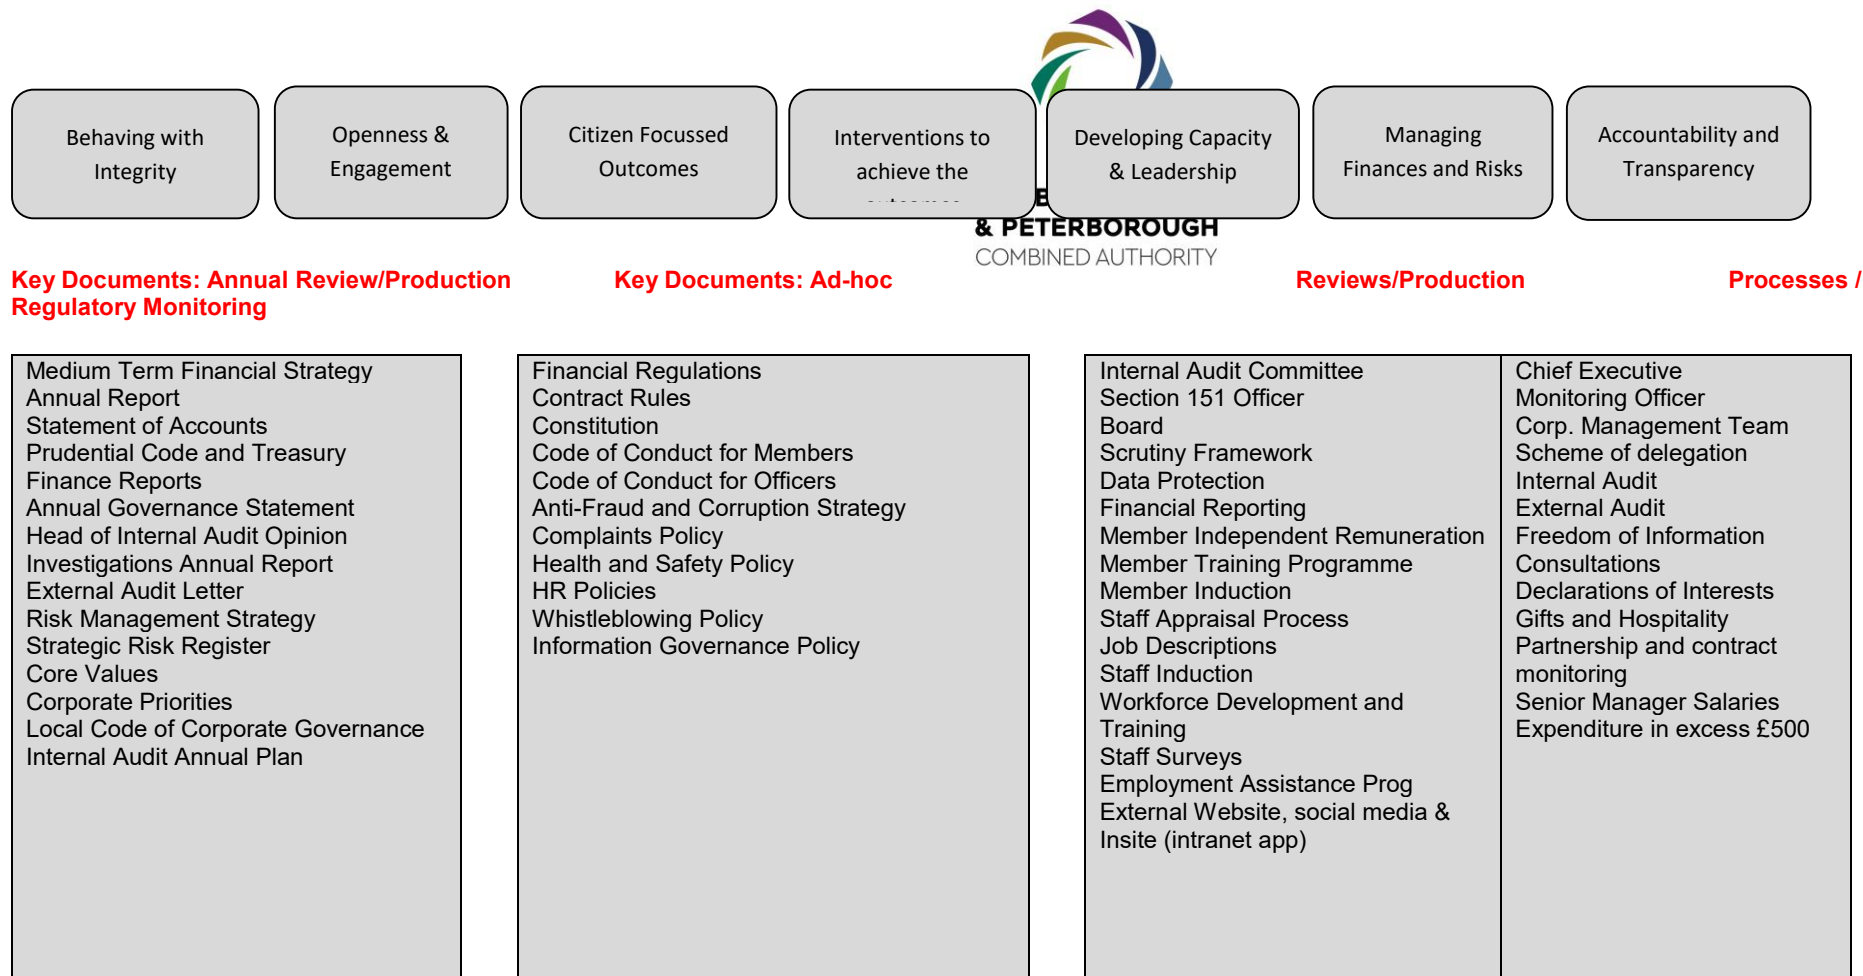 Behaving with
Integrity
Openness &
Engagement
Citizen Focussed
Outcomes
Interventions to
achieve the
Developing Capacity
& Leadership
Managing
Finances and Risks
Accountability and
Transparency
& PETERBOROUGH
COMBINED AUTHORITY
Key Documents: Annual Review/Production Key Documents: Ad-hoc Reviews/Production Processes /
Regulatory Monitoring
Medium Term Financial Strategy
Annual Report
Statement of Accounts
Prudential Code and Treasury
Finance Reports
Annual Governance Statement
Head of Internal Audit Opinion
Investigations Annual Report
External Audit Letter
Risk Management Strategy
Strategic Risk Register
Core Values
Corporate Priorities
Local Code of Corporate Governance
Internal Audit Annual Plan
Financial Regulations
Contract Rules
Constitution
Code of Conduct for Members
Code of Conduct for Officers
Anti-Fraud and Corruption Strategy
Complaints Policy
Health and Safety Policy
HR Policies
Whistleblowing Policy
Information Governance Policy
Internal Audit Committee
Section 151 Officer
Board
Scrutiny Framework
Data Protection
Financial Reporting
Member Independent Remuneration
Member Training Programme
Member Induction
Staff Appraisal Process
Job Descriptions
Staff Induction
Workforce Development and
Training
Staff Surveys
Employment Assistance Prog
External Website, social media &
Insite (intranet app)
Chief Executive
Monitoring Officer
Corp. Management Team
Scheme of delegation
Internal Audit
External Audit
Freedom of Information
Consultations
Declarations of Interests
Gifts and Hospitality
Partnership and contract
monitoring
Senior Manager Salaries
Expenditure in excess £500